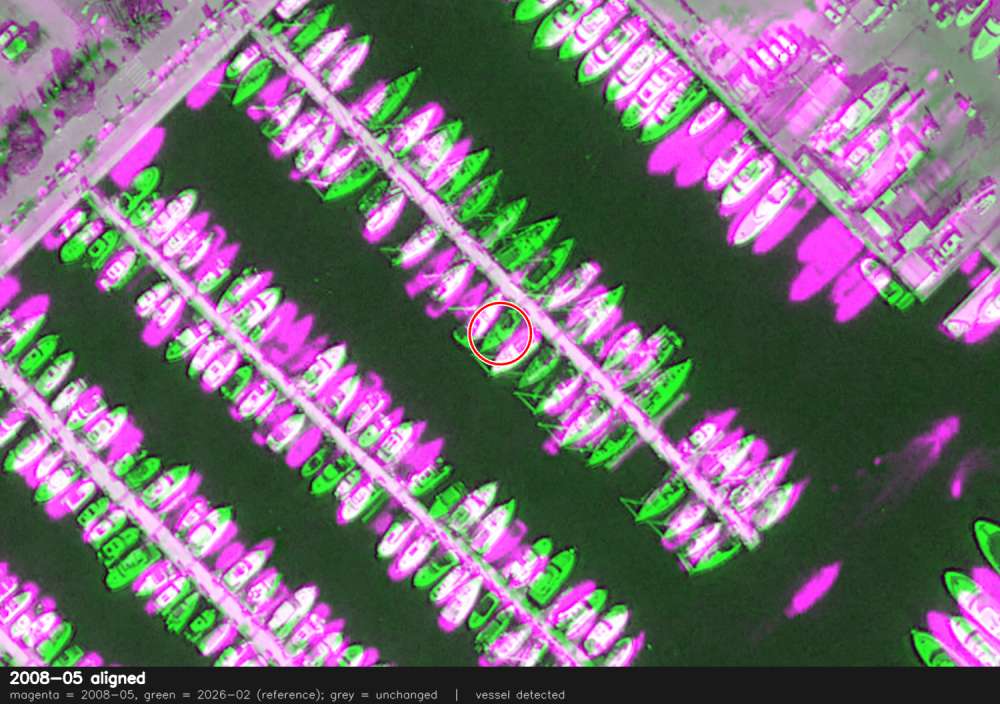 2008-05 aligned
magenta = 2008-05, green = 2026-02 (reference); grey = unchanged | vessel detected